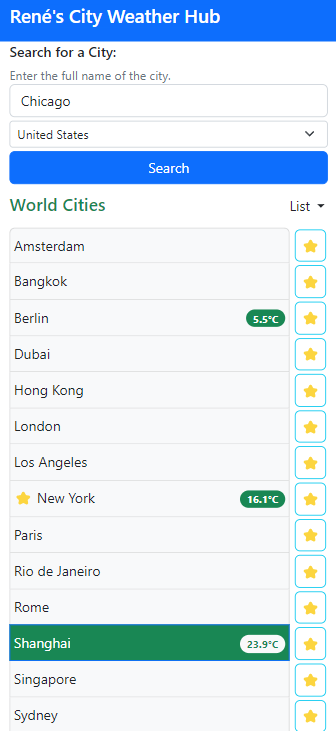 René's City Weather Hub
Search for a City:
Enter the full name of the city.
Chicago
United States
Search
World Cities List
Amsterdam
Bangkok
Berlin 5.5°C
Dubai
Hong Kong
London
Los Angeles
New York 16.1°C
Paris
Rio de Janeiro
Rome
Shanghai 23.9°C
Singapore
Sydney